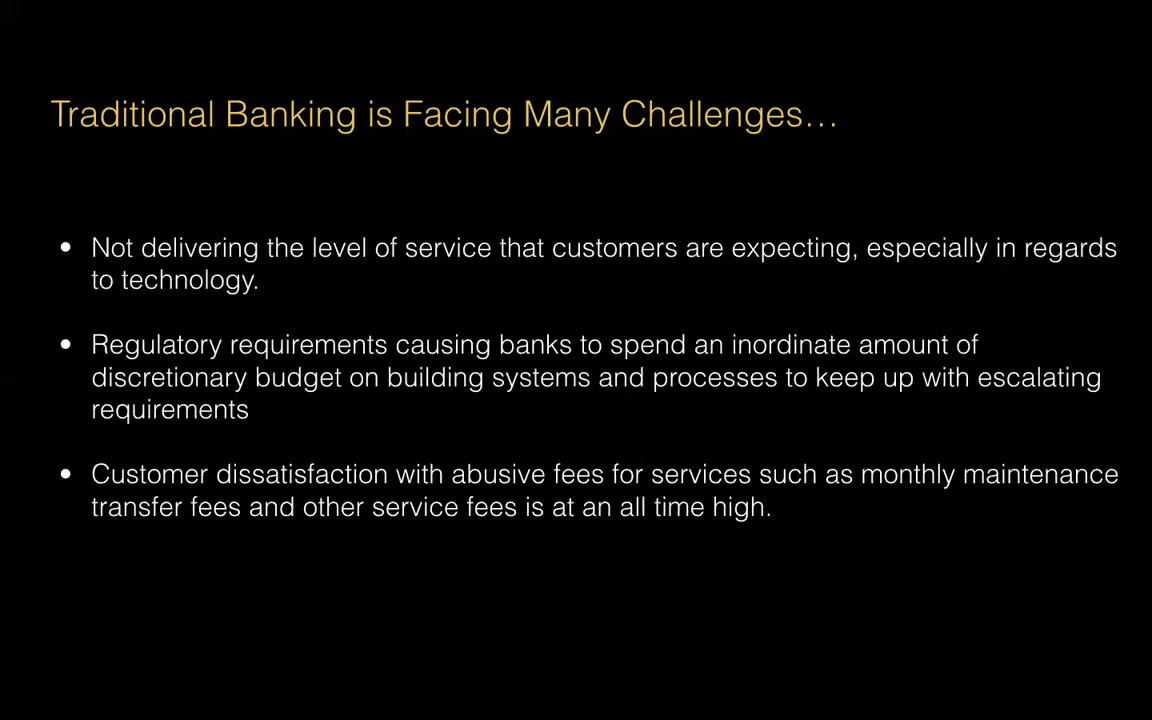 Traditional Banking is Facing Many Challenges…
• Not delivering the level of service that customers are expecting, especially in regards
to technology.
• Regulatory requirements causing banks to spend an inordinate amount of
discretionary budget on building systems and processes to keep up with escalating
requirements
• Customer dissatisfaction with abusive fees for services such as monthly maintenance
transfer fees and other service fees is at an all time high.